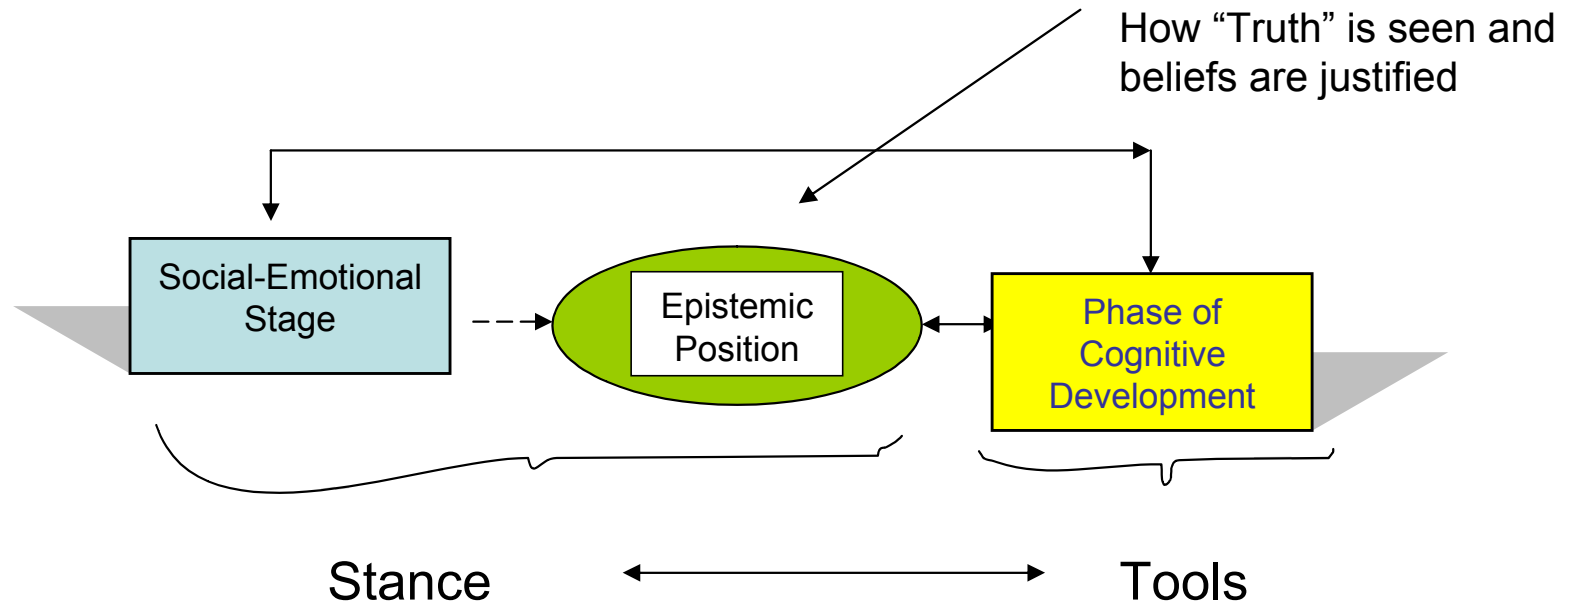 How “Truth” is seen and
beliefs are justified
Social-Emotional
Stage
Epistemic
Position
Phase of
Cognitive
Development
Stance
Tools